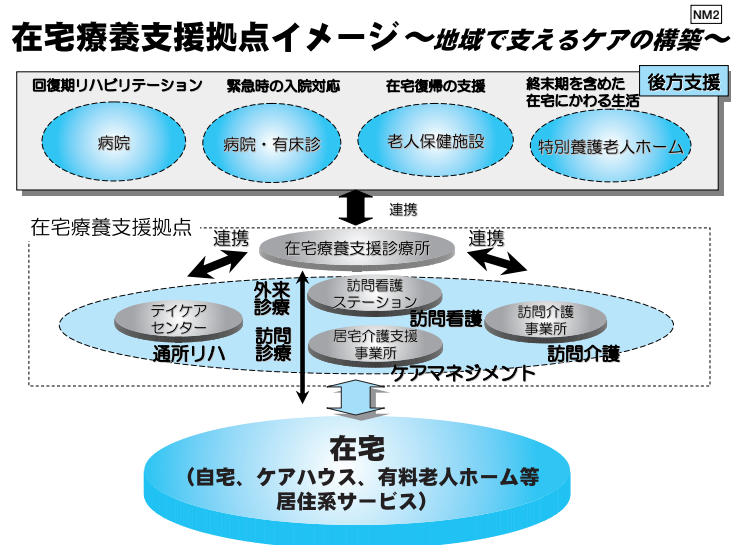 NM2
在宅療養支援拠点イメージ ～地域で支えるケアの構築～
後方支援
回復期リハビリテーション
病院
緊急時の入院対応
病院・有床診
在宅復帰の支援
老人保健施設
終末期を含めた
在宅にかわる生活
特別養護老人ホーム
連携
在宅療養支援拠点
連携
在宅療養支援診療所
連携
外来
診療
訪問看護
ステーション
訪問看護
デイケア
センター
通所リハ
訪問
診療
居宅介護支援
事業所
ケアマネジメント
訪問介護
事業所
訪問介護
在宅
（自宅、ケアハウス、有料老人ホーム等
居住系サービス）